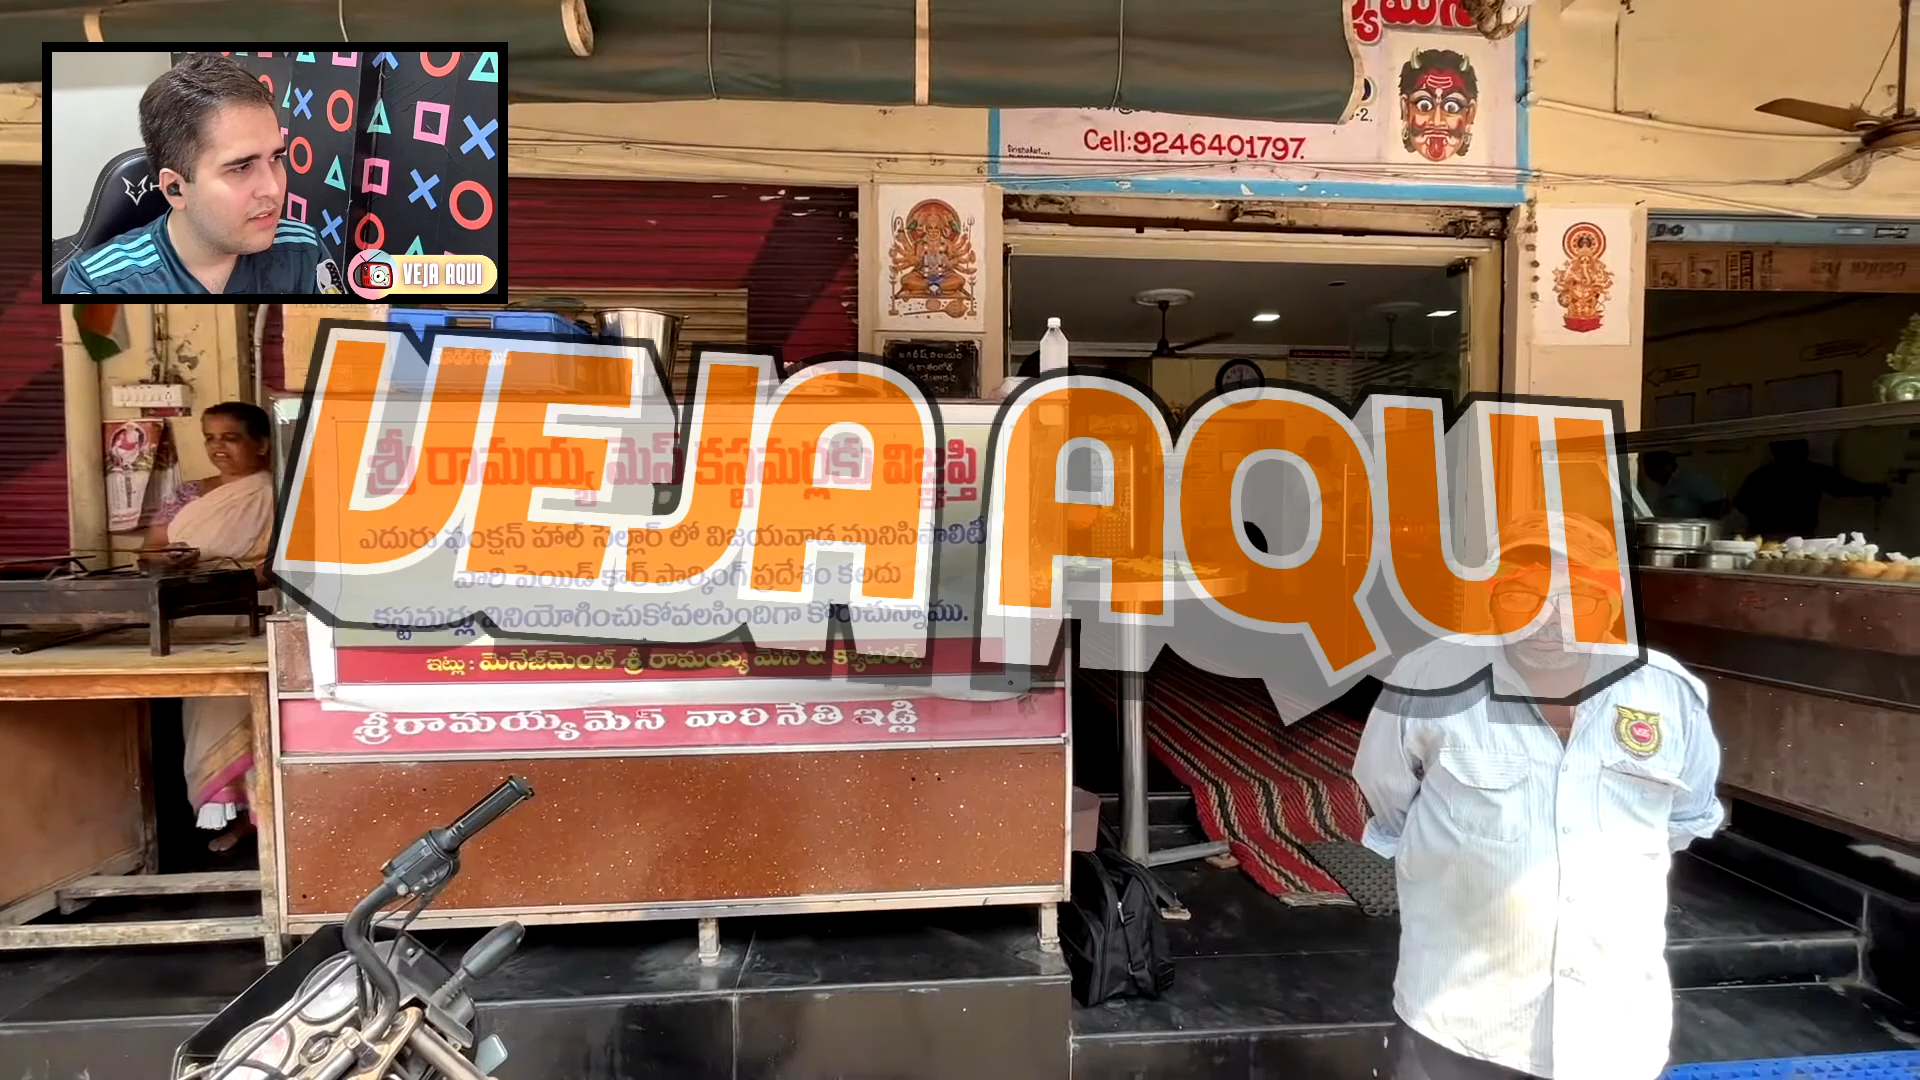 Cell:9246401797.
VEJA AQUI
VEJA AQUI
శ్రీ రామయ్య మెస్ కస్టమర్లకు విజ్ఞప్తి
ఎదురు ఫంక్షన్ హాల్ సెల్లార్ లో విజయవాడ మునిసిపాలిటీ
వారి పెయిడ్ కార్ పార్కింగ్ ప్రదేశం కలదు
కస్టమర్లు వినియోగించుకోవలసిందిగా కోరుచున్నాము.
ఇట్లు : మెనేజ్‌మెంట్ శ్రీ రామయ్య మెస్ & క్యాటరర్స్
శ్రీరామయ్యమెస్ వారి నేతి ఇడ్లి